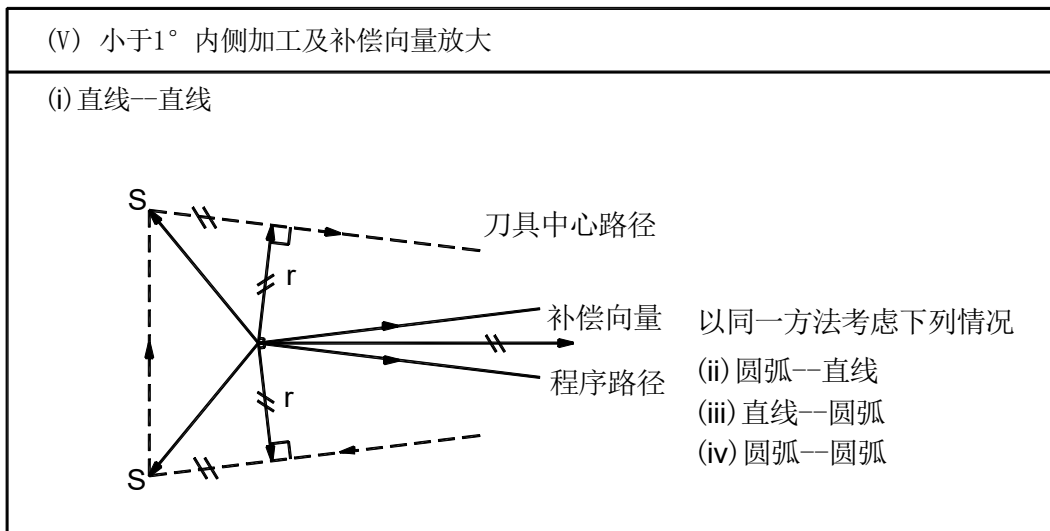 (V) 小于1° 内侧加工及补偿向量放大
(i)直线--直线
S
刀具中心路径
r
补偿向量
以同一方法考虑下列情况
程序路径
(ii)圆弧--直线
r
(iii)直线--圆弧
(iv)圆弧--圆弧
S